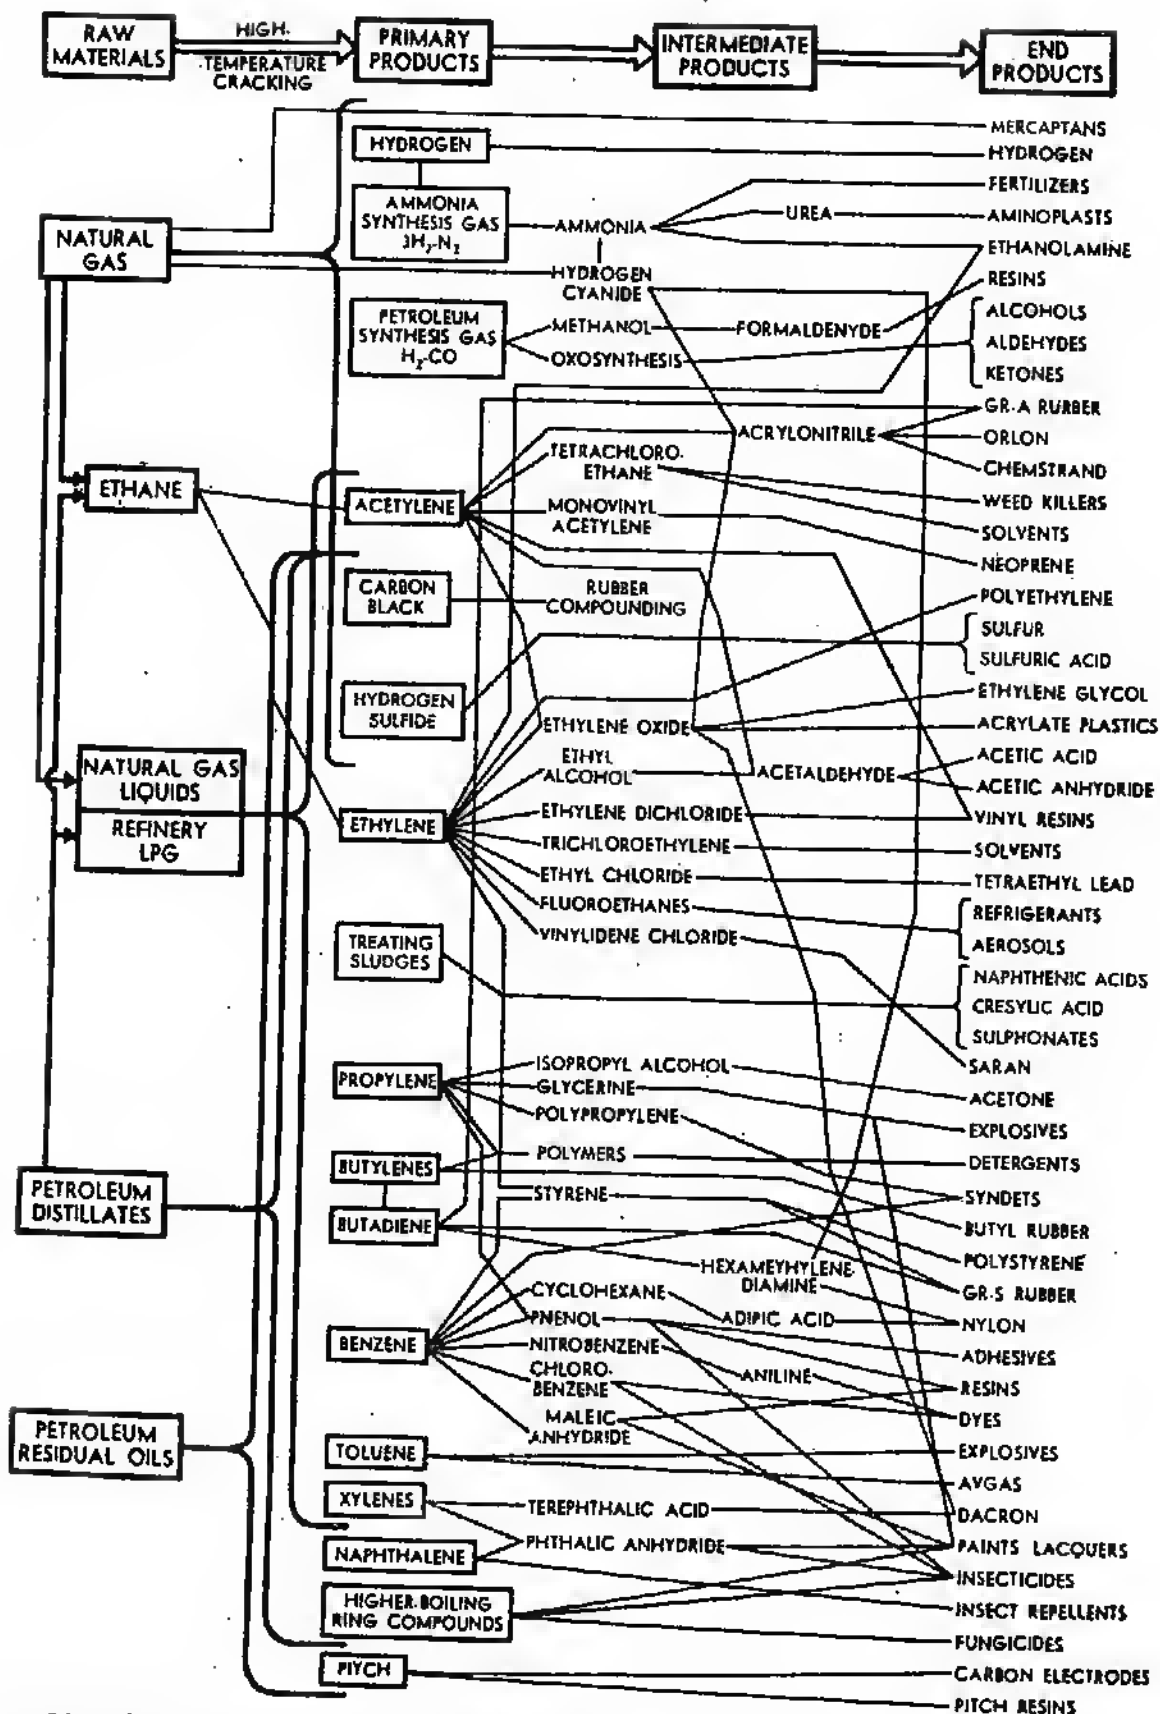 RAW
MATERIALS
HIGH-
TEMPERATURE
CRACKING
PRIMARY
PRODUCTS
INTERMEDIATE
PRODUCTS
END
PRODUCTS
MERCAPTANS
HYDROGEN
HYDROGEN
FERTILIZERS
AMMONIA
SYNTHESIS GAS
3H₂-N₂
AMMONIA
UREA
AMINOPLASTS
NATURAL
GAS
ETHANOLAMINE
HYDROGEN
CYANIDE
RESINS
PETROLEUM
SYNTHESIS GAS
H₂-CO
METHANOL
FORMALDENYDE
OXOSYNTHESIS
ALCOHOLS
ALDEHYDES
KETONES
GR-A RUBBER
ACRYLONITRILE
ORLON
CHEMSTRAND
TETRACHLORO-
ETHANE
WEED KILLERS
ETHANE
ACETYLENE
MONOVINYL
ACETYLENE
SOLVENTS
NEOPRENE
CARBON
BLACK
RUBBER
COMPOUNDING
POLYETHYLENE
SULFUR
SULFURIC ACID
HYDROGEN
SULFIDE
ETHYLENE GLYCOL
ETHYLENE OXIDE
ACRYLATE PLASTICS
NATURAL GAS
LIQUIDS
REFINERY
LPG
ETHYL
ALCOHOL
ACETALDEHYDE
ACETIC ACID
ACETIC ANHYDRIDE
ETHYLENE
ETHYLENE DICHLORIDE
VINYL RESINS
TRICHLOROETHYLENE
SOLVENTS
ETHYL CHLORIDE
TETRAETHYL LEAD
FLUOROETHANES
REFRIGERANTS
AEROSOLS
VINYLIDENE CHLORIDE
TREATING
SLUDGES
NAPHTHENIC ACIDS
CRESYLIC ACID
SULPHONATES
SARAN
PROPYLENE
ISOPROPYL ALCOHOL
GLYCERINE
POLYPROPYLENE
ACETONE
EXPLOSIVES
BUTYLENES
POLYMERS
DETERGENTS
PETROLEUM
DISTILLATES
STYRENE
SYNDETS
BUTADIENE
BUTYL RUBBER
POLYSTYRENE
HEXAMEYHYLENE-
DIAMINE
GR-S RUBBER
CYCLOHEXANE
ADIPIC ACID
NYLON
BENZENE
PNENOL
ADHESIVES
NITROBENZENE
ANILINE
RESINS
CHLORO-
BENZENE
DYES
MALEIC
ANHYDRIDE
PETROLEUM
RESIDUAL OILS
TOLUENE
EXPLOSIVES
AVGAS
XYLENES
TEREPHTHALIC ACID
DACRON
NAPHTHALENE
PHTHALIC ANHYDRIDE
PAINTS LACQUERS
INSECTICIDES
HIGHER-BOILING
RING COMPOUNDS
INSECT REPELLENTS
FUNGICIDES
PITCH
CARBON ELECTRODES
PITCH RESINS